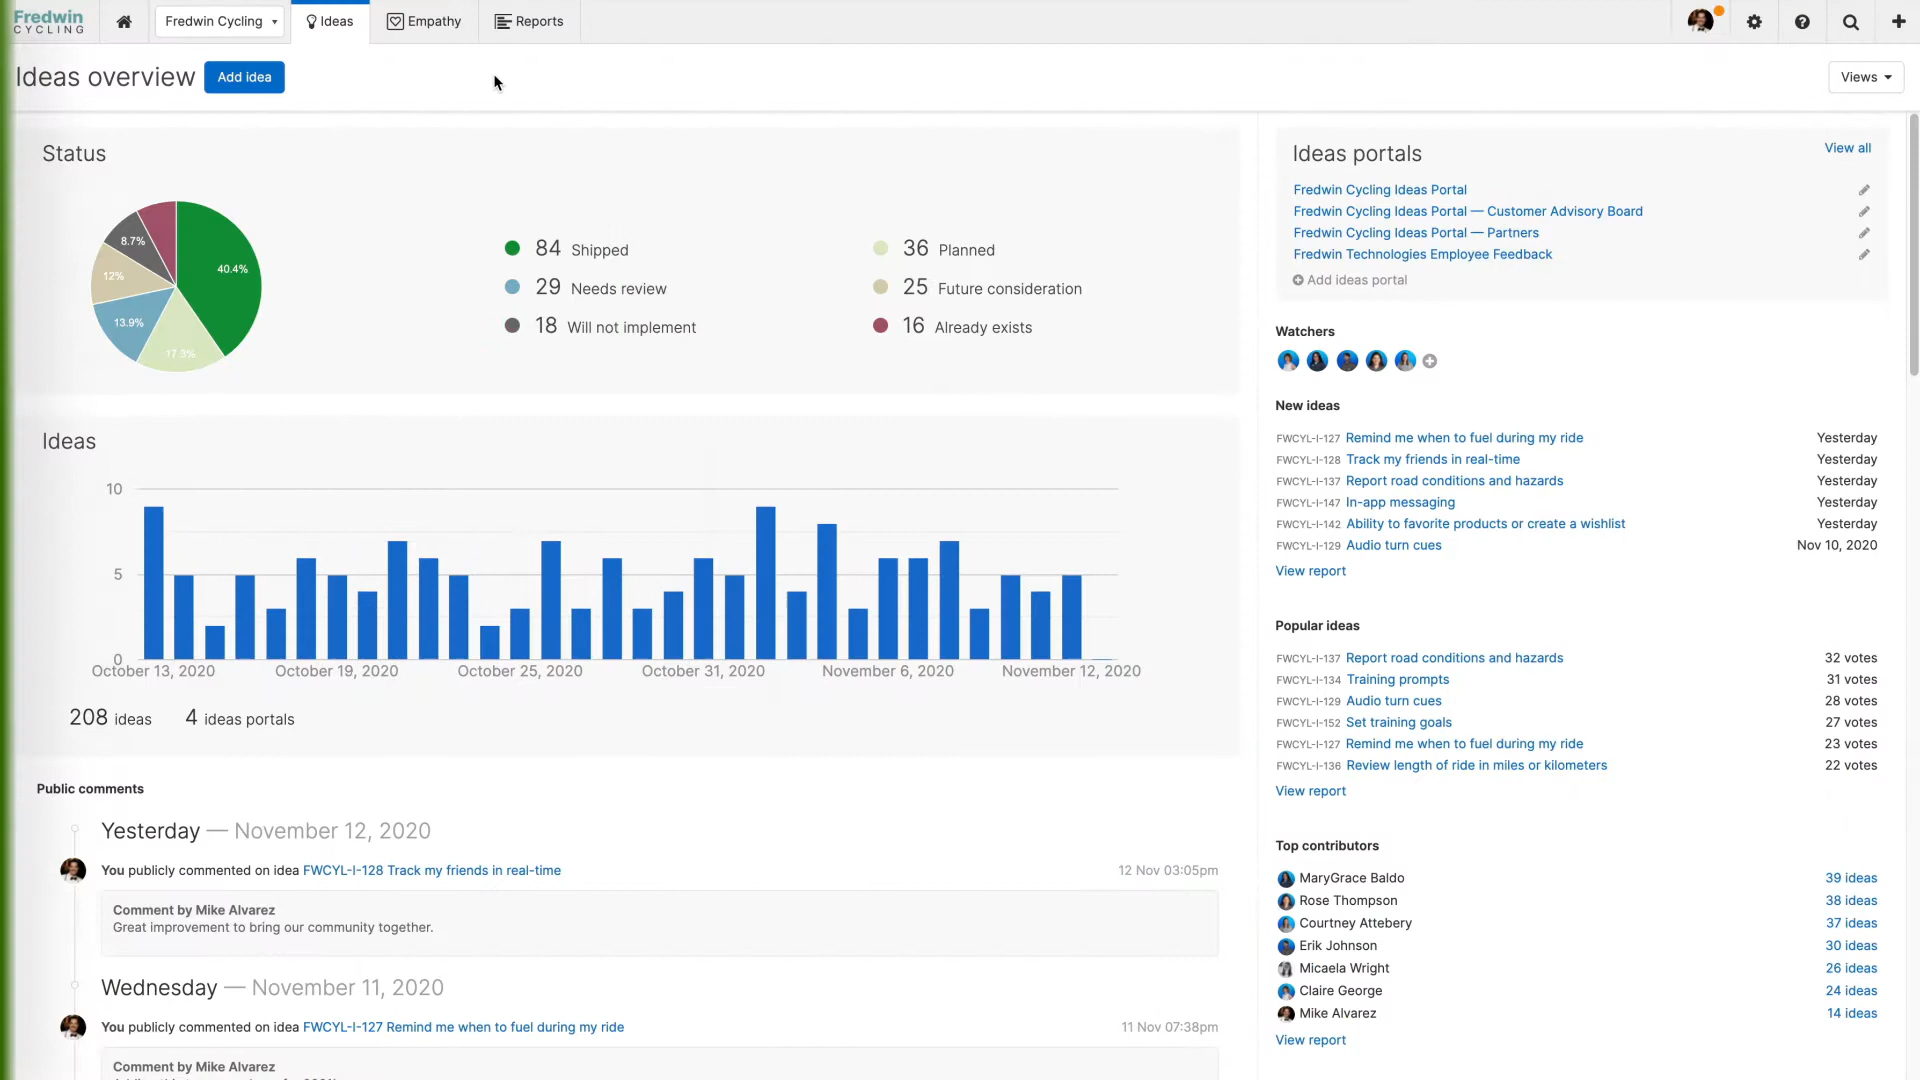 Fredwin
CYCLING
Fredwin Cycling
Ideas
Empathy
Reports
Ideas overview
Add idea
Views
Status
40.4%
17.3%
13.9%
12%
8.7%
84 Shipped
36 Planned
29 Needs review
25 Future consideration
18 Will not implement
16 Already exists
Ideas
10
5
0
October 13, 2020
October 19, 2020
October 25, 2020
October 31, 2020
November 6, 2020
November 12, 2020
208 ideas
4 ideas portals
Public comments
Yesterday — November 12, 2020
You publicly commented on idea FWCYL-I-128 Track my friends in real-time
12 Nov 03:05pm
Comment by Mike Alvarez
Great improvement to bring our community together.
Wednesday — November 11, 2020
You publicly commented on idea FWCYL-I-127 Remind me when to fuel during my ride
11 Nov 07:38pm
Comment by Mike Alvarez
Ideas portals
View all
Fredwin Cycling Ideas Portal
Fredwin Cycling Ideas Portal — Customer Advisory Board
Fredwin Cycling Ideas Portal — Partners
Fredwin Technologies Employee Feedback
Add ideas portal
Watchers
New ideas
FWCYL-I-127 Remind me when to fuel during my ride Yesterday
FWCYL-I-128 Track my friends in real-time Yesterday
FWCYL-I-137 Report road conditions and hazards Yesterday
FWCYL-I-147 In-app messaging Yesterday
FWCYL-I-142 Ability to favorite products or create a wishlist Yesterday
FWCYL-I-129 Audio turn cues Nov 10, 2020
View report
Popular ideas
FWCYL-I-137 Report road conditions and hazards 32 votes
FWCYL-I-134 Training prompts 31 votes
FWCYL-I-129 Audio turn cues 28 votes
FWCYL-I-152 Set training goals 27 votes
FWCYL-I-127 Remind me when to fuel during my ride 23 votes
FWCYL-I-136 Review length of ride in miles or kilometers 22 votes
View report
Top contributors
MaryGrace Baldo 39 ideas
Rose Thompson 38 ideas
Courtney Attebery 37 ideas
Erik Johnson 30 ideas
Micaela Wright 26 ideas
Claire George 24 ideas
Mike Alvarez 14 ideas
View report